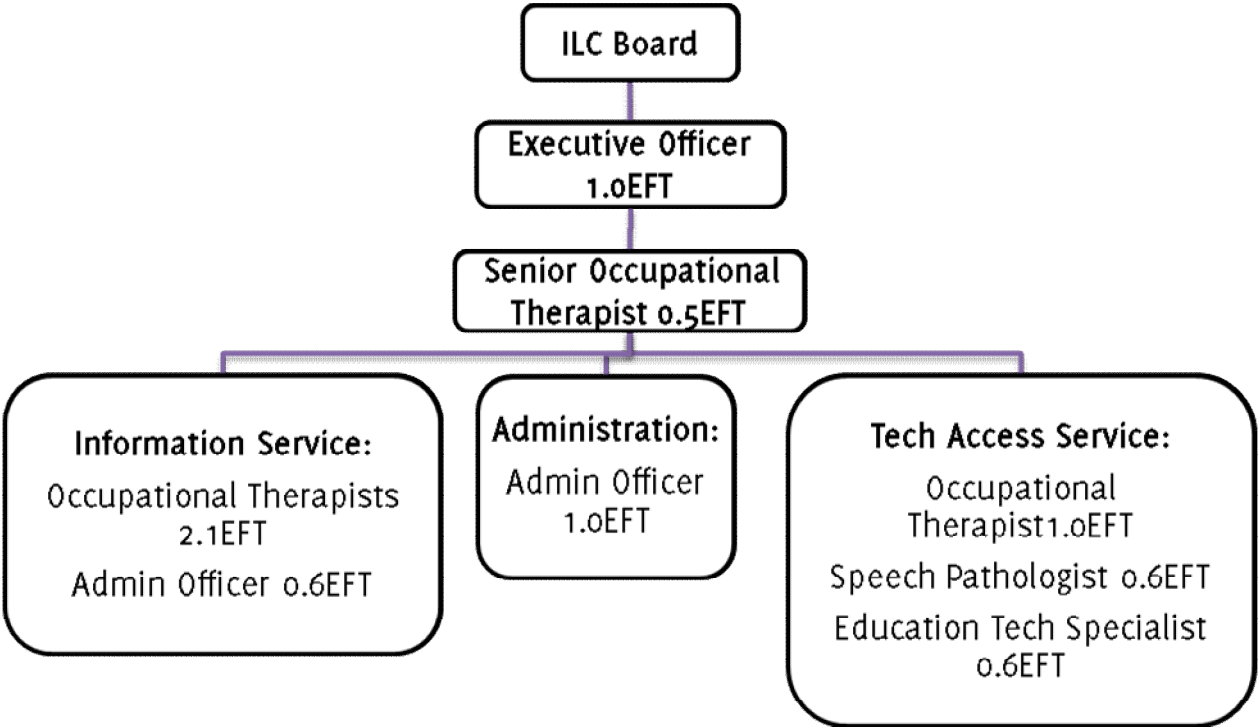 ILC Board
Executive Officer
1.0EFT
Senior Occupational
Therapist 0.5EFT
Information Service:
Occupational Therapists
2.1EFT
Admin Officer 0.6EFT
Administration:
Admin Officer
1.0EFT
Tech Access Service:
Occupational
Therapist1.0EFT
Speech Pathologist 0.6EFT
Education Tech Specialist
0.6EFT